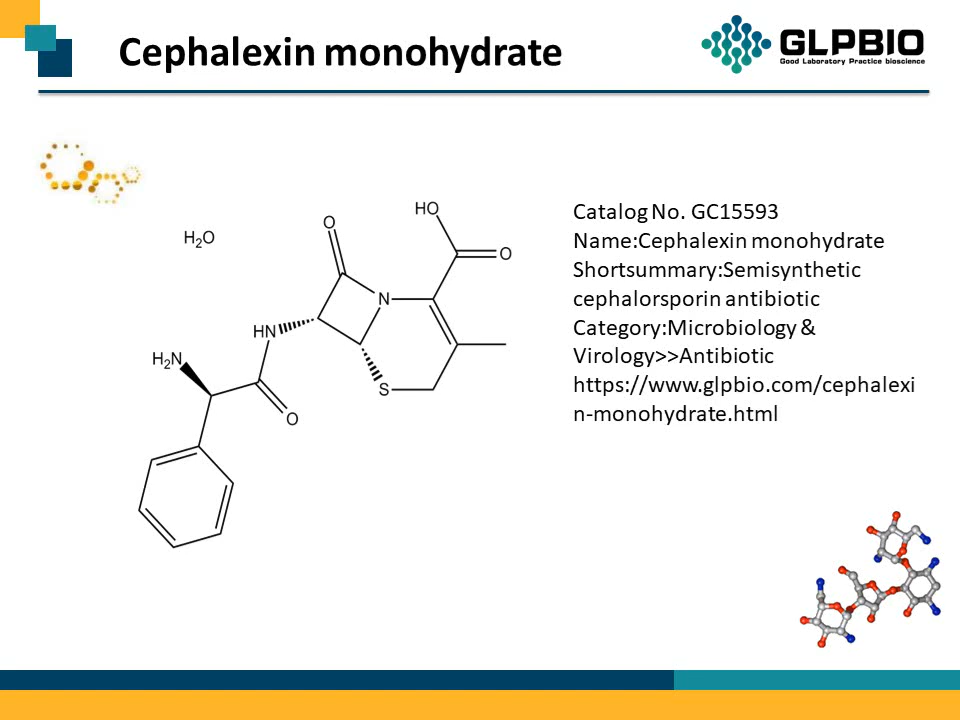 Cephalexin monohydrate
GLPBIO
Good Laboratory Practice bioscience
Catalog No. GC15593
Name:Cephalexin monohydrate
Shortsummary:Semisynthetic
cephalorsporin antibiotic
Category:Microbiology &
Virology>>Antibiotic
https://www.glpbio.com/cephalexi
n-monohydrate.html
H2O
O
HO
O
N
HN
H2N
S
O